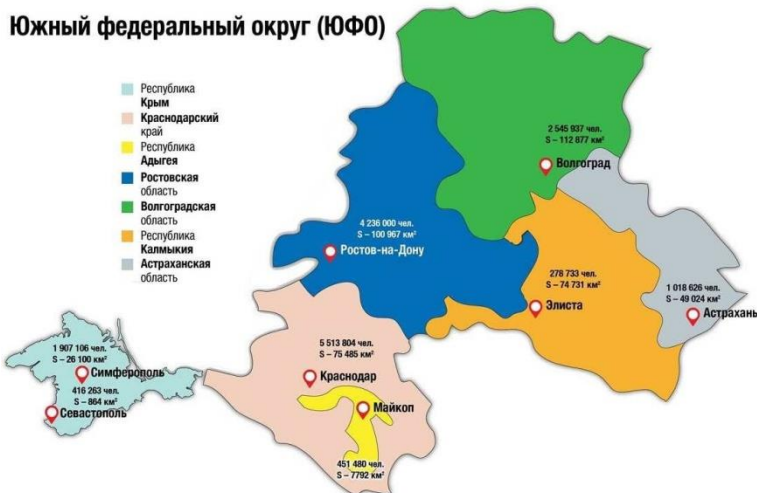 Южный федеральный округ (ЮФО)
Республика
Крым
Краснодарский
край
Республика
Адыгея
Ростовская
область
Волгоградская
область
Республика
Калмыкия
Астраханская
область
2 545 937 чел.
S – 112 877 км²
Волгоград
4 236 000 чел.
S – 100 967 км²
Ростов-на-Дону
278 733 чел.
S – 74 731 км²
Элиста
1 018 626 чел.
S – 49 024 км²
Астрахань
1 907 106 чел.
S – 26 100 км²
Симферополь
416 263 чел.
S – 864 км²
Севастополь
5 513 804 чел.
S – 75 485 км²
Краснодар
Майкоп
451 480 чел.
S – 7792 км²